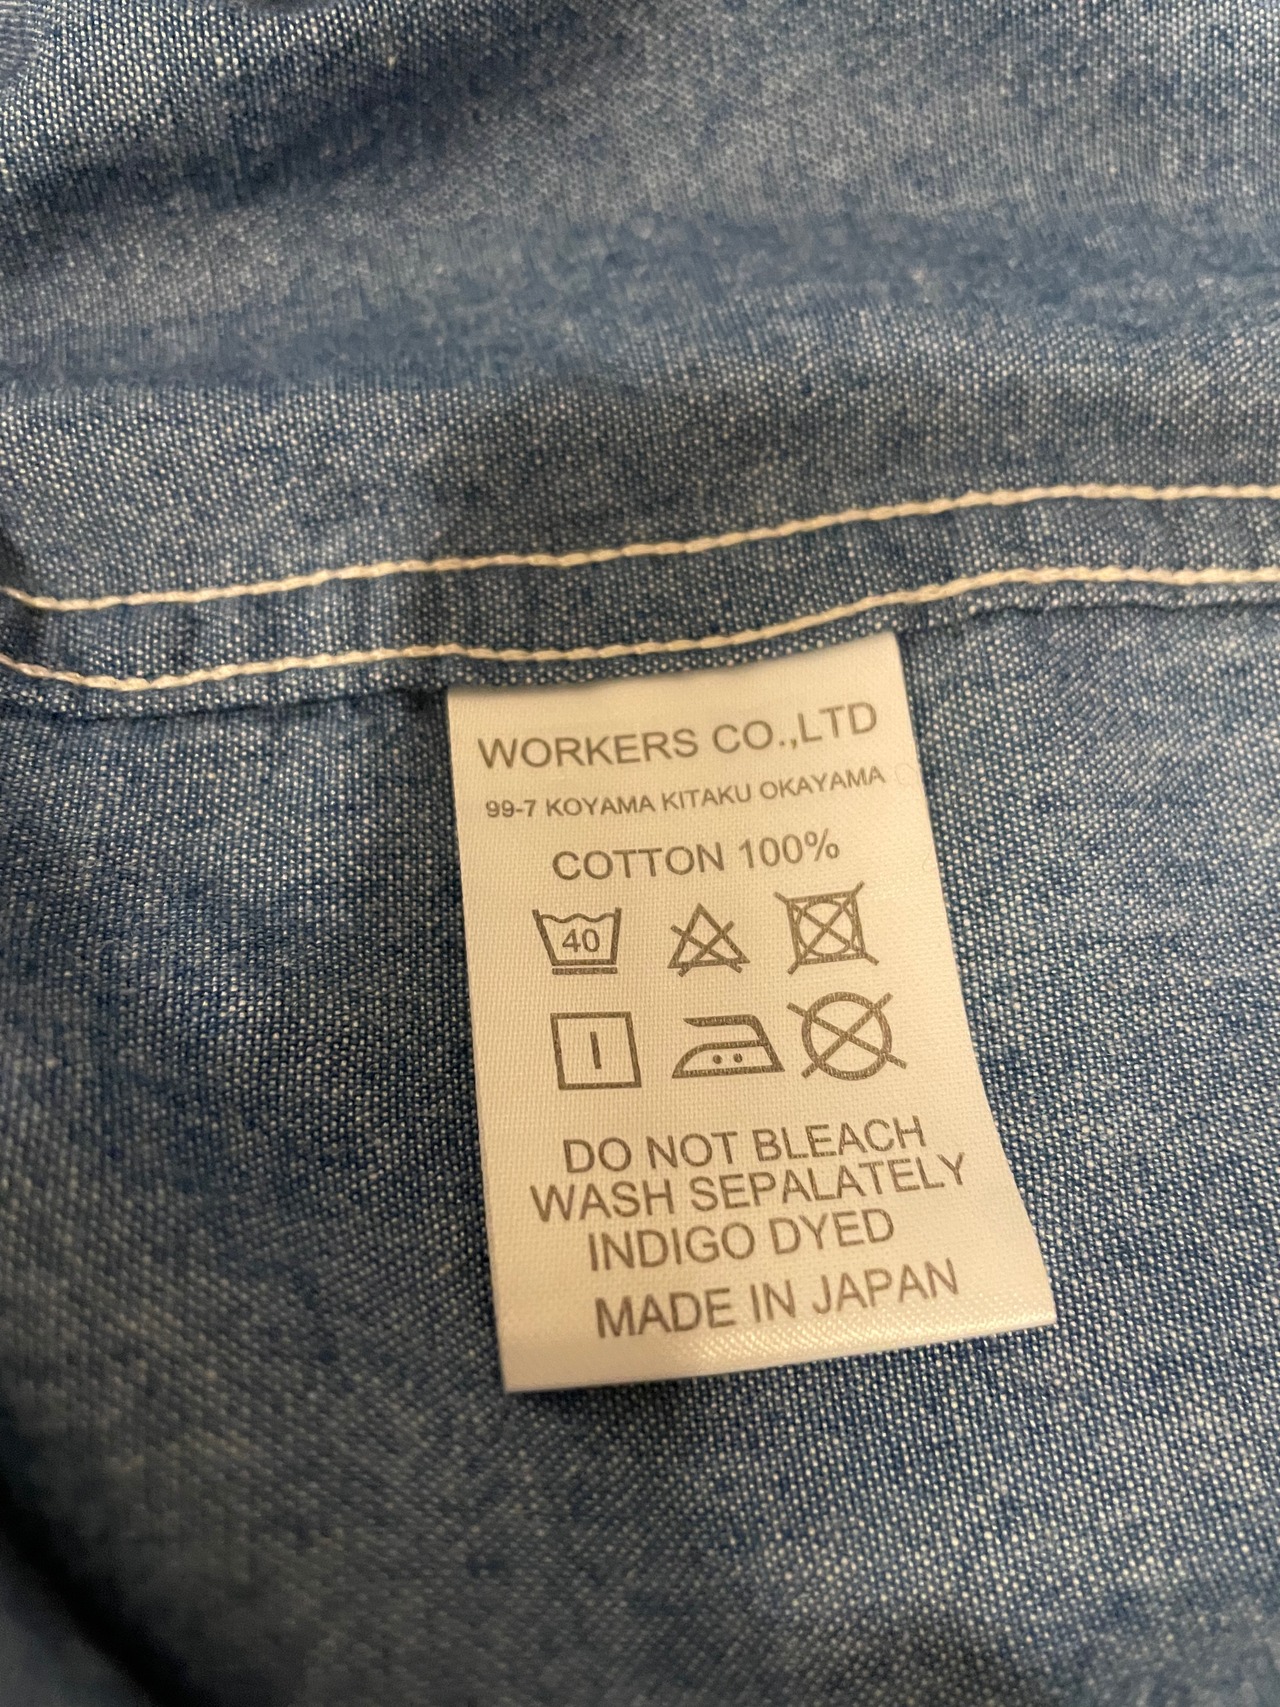 WORKERS CO.,LTD
99-7 KOYAMA KITAKU OKAYAMA
COTTON 100%
40
DO NOT BLEACH
WASH SEPALATELY
INDIGO DYED
MADE IN JAPAN